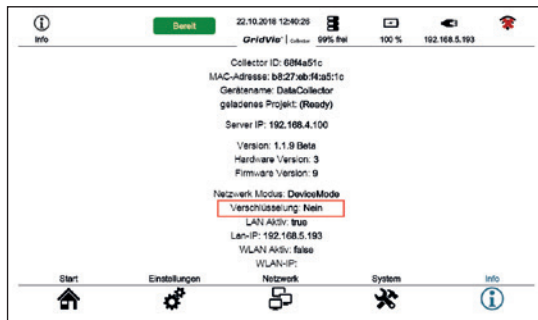 Bereit
22.10.2018 12:40:26
Info
GridVis® | Collector
99% frei
100 %
192.168.5.193
Collector ID: 68f4a51c
MAC-Adresse: b8:27:eb:f4:a5:1c
Gerätename: DataCollector
geladenes Projekt: (Ready)
Server IP: 192.168.4.100
Version: 1.1.9 Beta
Hardware Version: 3
Firmware Version: 9
Netzwerk Modus: DeviceMode
Verschlüsselung: Nein
LAN Aktiv: true
Lan-IP: 192.168.5.193
WLAN Aktiv: false
WLAN-IP:
Start
Einstellungen
Netzwerk
System
Info